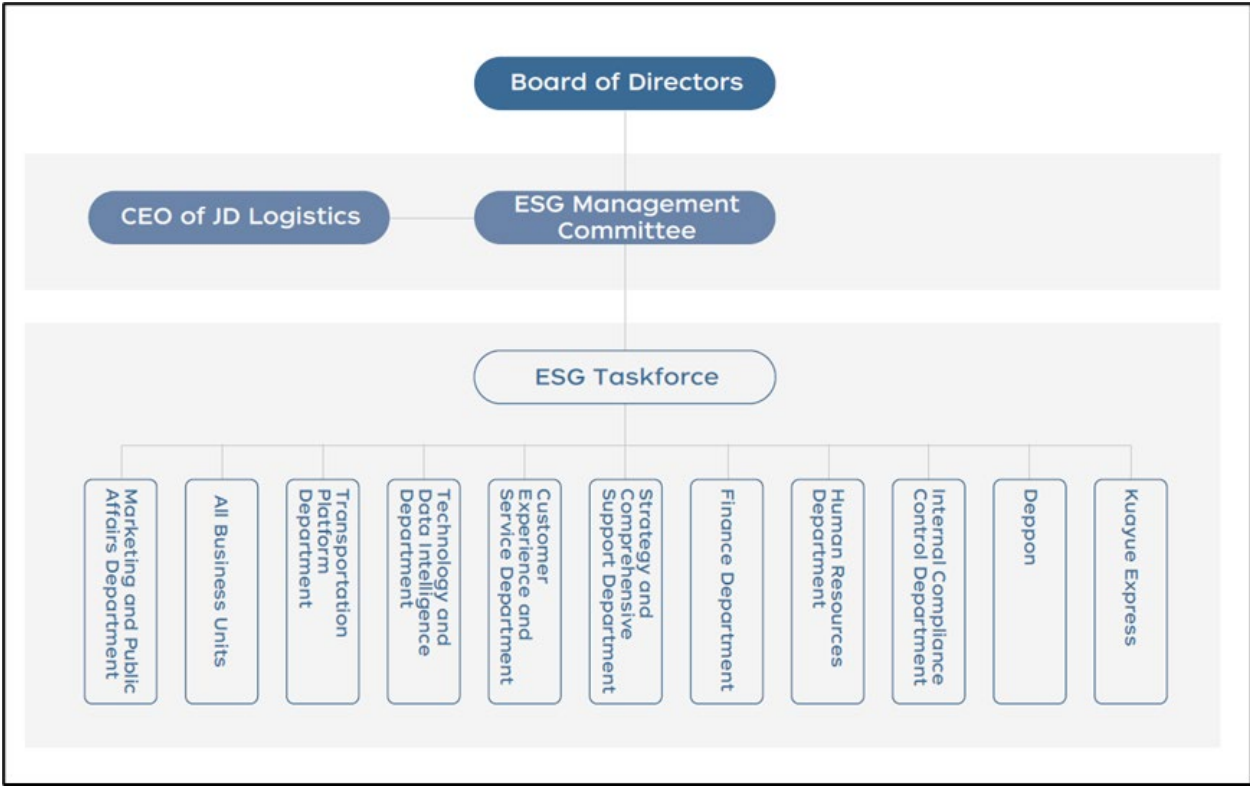 Board of Directors
CEO of JD Logistics
ESG Management
Committee
ESG Taskforce
Marketing and Public
Affairs Department
All Business Units
Transportation
Platform
Department
Technology and
Data Intelligence
Department
Customer
Experience and
Service Department
Strategy and
Comprehensive
Support Department
Finance Department
Human Resources
Department
Internal Compliance
Control Department
Deppon
Kuayue Express